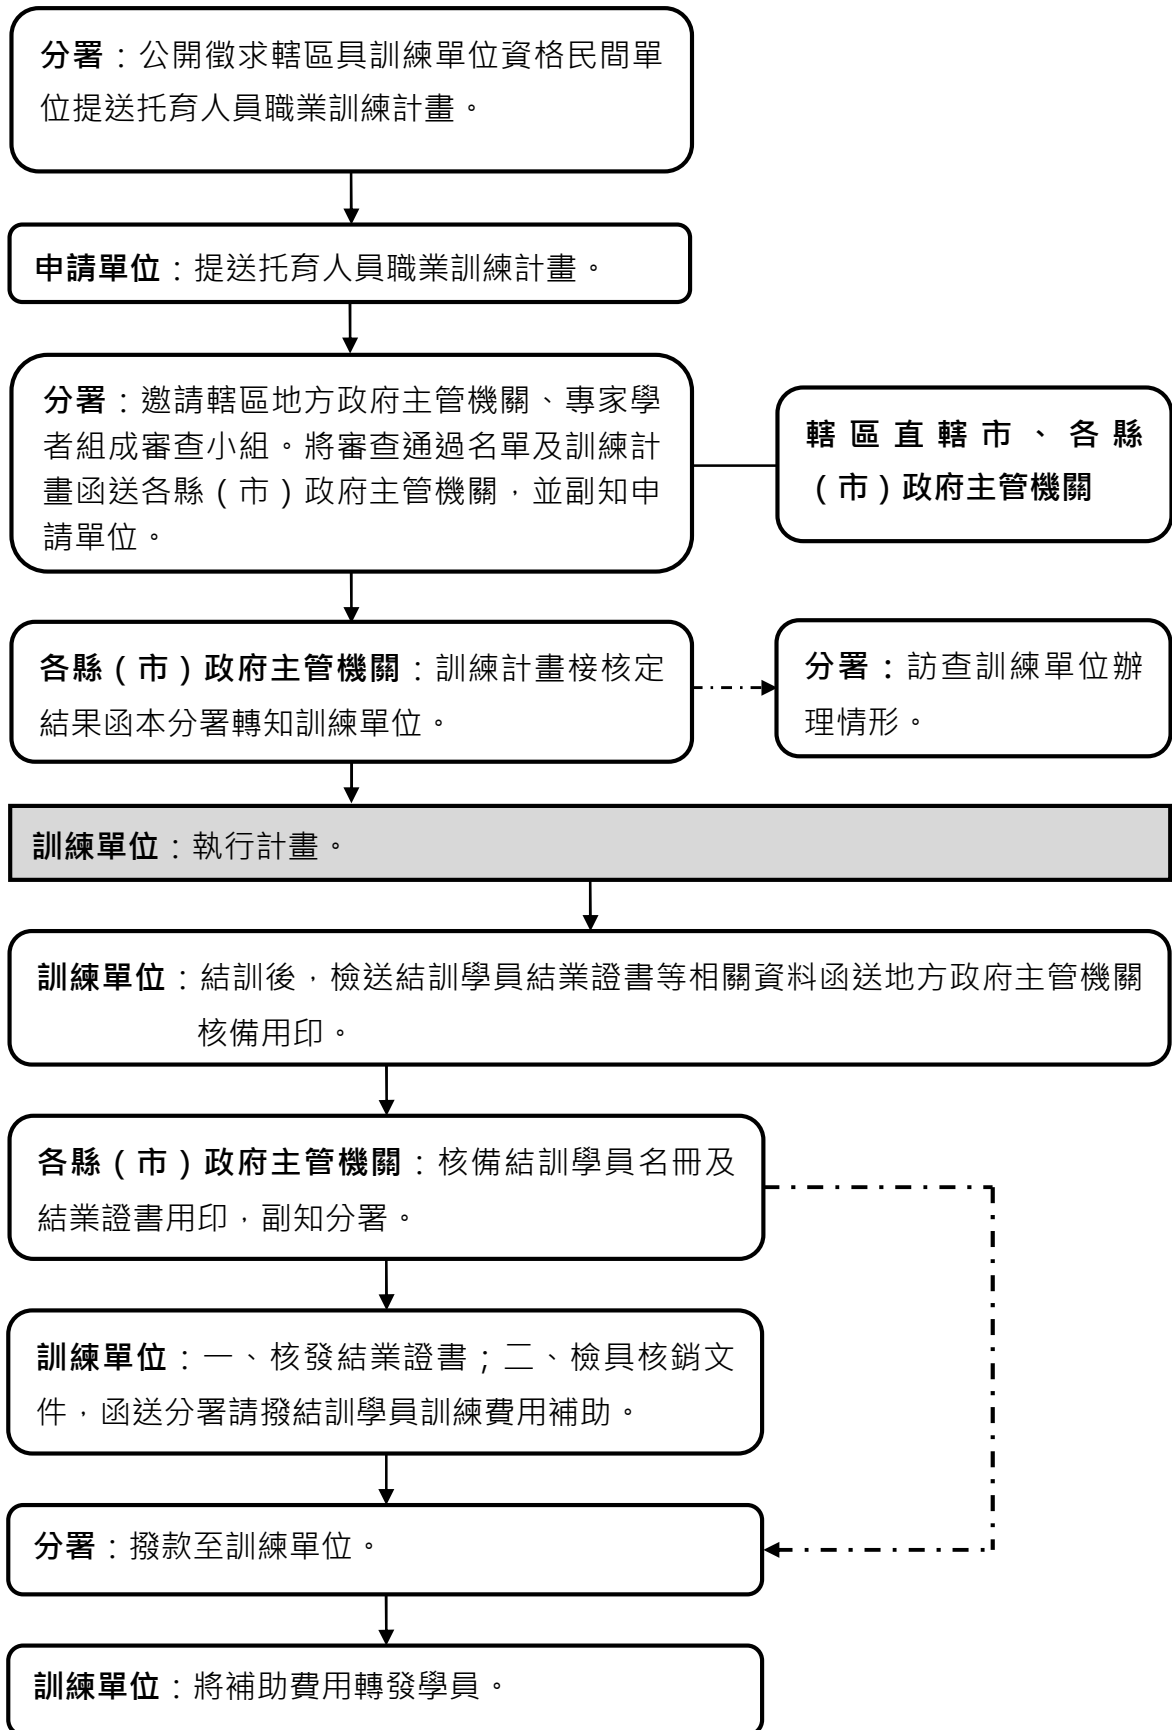 分署：公開徵求轄區具訓練單位資格民間單
位提送托育人員職業訓練計畫。
申請單位：提送托育人員職業訓練計畫。
分署：邀請轄區地方政府主管機關、專家學
者組成審查小組。將審查通過名單及訓練計
畫函送各縣（市）政府主管機關，並副知申
請單位。
轄區直轄市、各縣
（市）政府主管機關
各縣（市）政府主管機關：訓練計畫接核定
結果函本分署轉知訓練單位。
分署：訪查訓練單位辦
理情形。
訓練單位：執行計畫。
訓練單位：結訓後，檢送結訓學員結業證書等相關資料函送地方政府主管機關
核備用印。
各縣（市）政府主管機關：核備結訓學員名冊及
結業證書用印，副知分署。
訓練單位：一、核發結業證書；二、檢具核銷文
件，函送分署請撥結訓學員訓練費用補助。
分署：撥款至訓練單位。
訓練單位：將補助費用轉發學員。